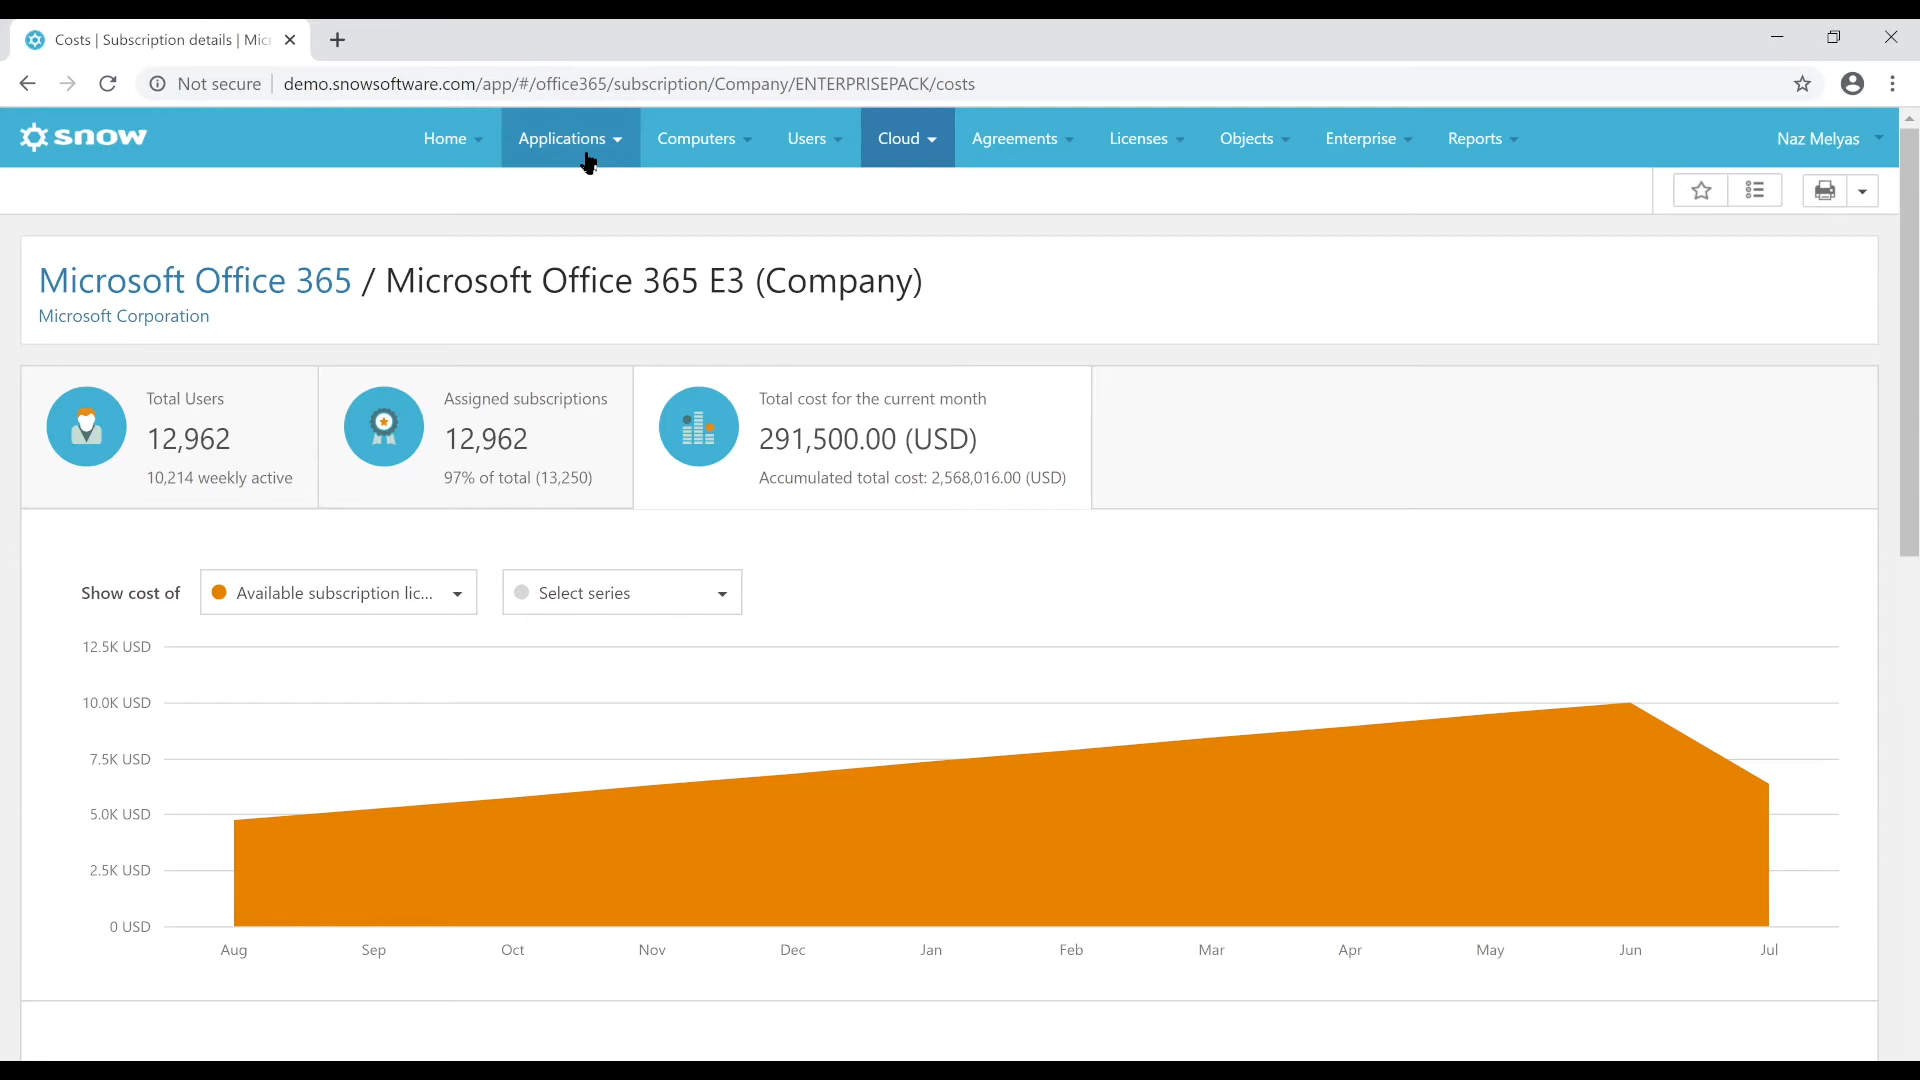 Costs | Subscription details | Mic
Not secure demo.snowsoftware.com/app/#/office365/subscription/Company/ENTERPRISEPACK/costs
snow Home Applications Computers Users Cloud Agreements Licenses Objects Enterprise Reports Naz Melyas
Microsoft Office 365 / Microsoft Office 365 E3 (Company)
Microsoft Corporation
Total Users
12,962
10,214 weekly active
Assigned subscriptions
12,962
97% of total (13,250)
Total cost for the current month
291,500.00 (USD)
Accumulated total cost: 2,568,016.00 (USD)
Show cost of Available subscription lic... Select series
12.5K USD
10.0K USD
7.5K USD
5.0K USD
2.5K USD
0 USD
Aug Sep Oct Nov Dec Jan Feb Mar Apr May Jun Jul